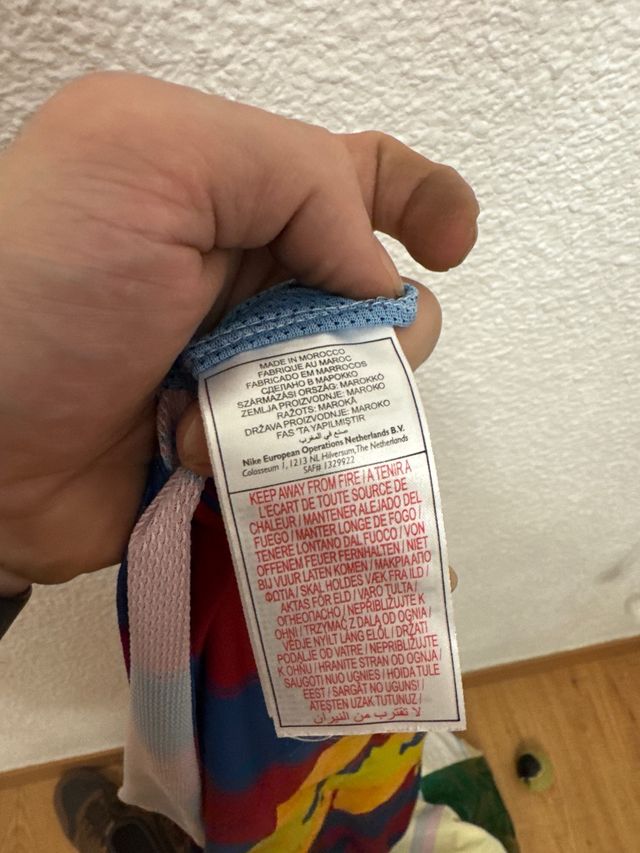 MADE IN MOROCCO
FABRIQUE AU MAROC
FABRICADO EM MARROCOS
СДЕЛАНО В МАРОККО
SZÁRMAZÁSI ORSZÁG: MAROKKÓ
ZEMLJA PROIZVODNJE: MAROKO
RAŽOTS: MAROKĀ
DRŽAVA PROIZVODNJE: MAROKO
FAS 'TA YAPILMIŞTIR
صنع في المغرب
Nike European Operations Netherlands B.V.
Colosseum 1, 1213 NL Hilversum, The Netherlands
SAF# 1329922
KEEP AWAY FROM FIRE / A TENIR À
L'ECART DE TOUTE SOURCE DE
CHALEUR / MANTENER ALEJADO DEL
FUEGO / MANTER LONGE DE FOGO /
TENERE LONTANO DAL FUOCO / VON
OFFENEM FEUER FERNHALTEN / NIET
BIJ VUUR LATEN KOMEN / ΜΑΚΡΙΑ ΑΠΟ
ΦΩΤΙΑ / SKAL HOLDES VÆK FRA ILD /
AKTAS FÖR ELD / VARO TULTA /
ОГНЕОПАСНО / NEPŘIBLIŽUJTE K
OHNI / TRZYMAĆ Z DALA OD OGNIA /
VÉDJE NYILT LÁNG ELŐL / DRŽATI
PODALJE OD VATRE / NEPRIBLIŽUJTE
K OHŇU / HRANITE STRAN OD OGNJA /
SAUGOTI NUO UGNIES / HOIDA TULE
EEST / SARGĀT NO UGUNS! /
ATEŞTEN UZAK TUTUNUZ /
لا تقترب من النيران